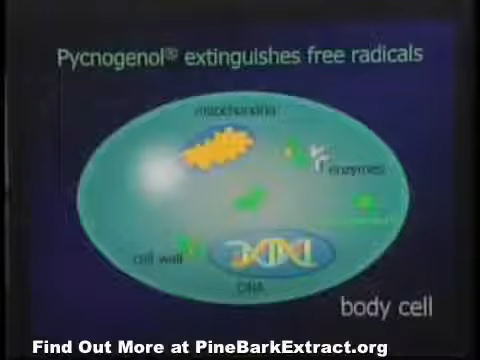 Pycnogenol® extinguishes free radicals
mitochondria
enzymes
cell wall
DNA
body cell
Find Out More at PineBarkExtract.org